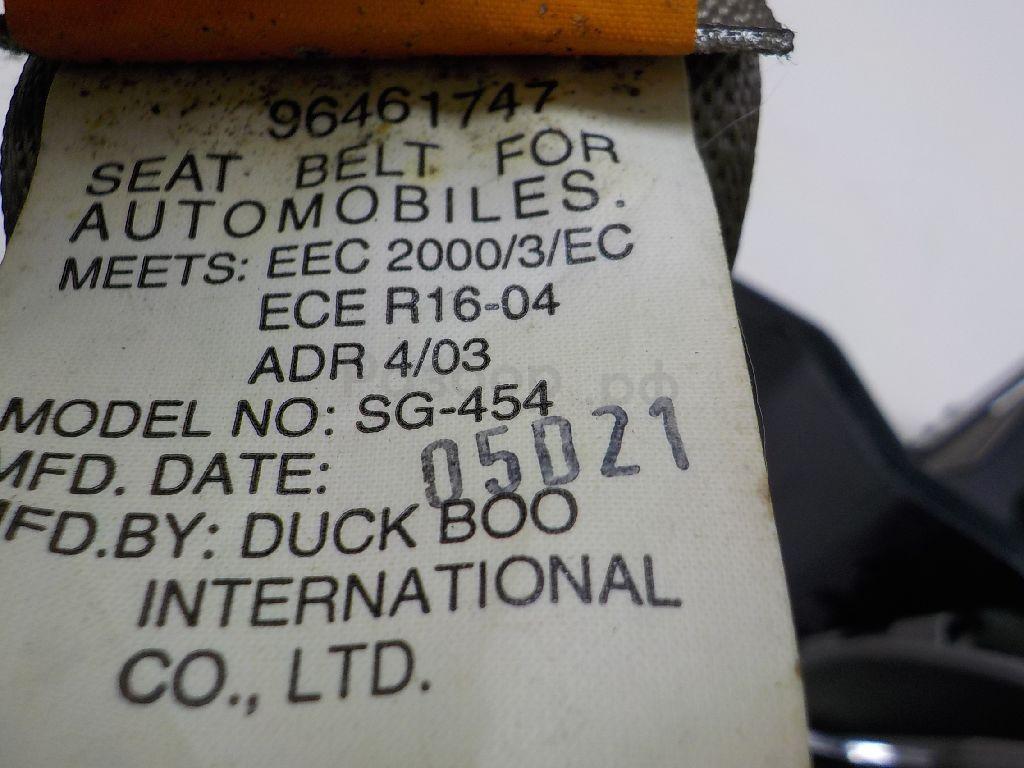 96461747
SEAT BELT FOR
AUTOMOBILES.
MEETS: EEC 2000/3/EC
ECE R16-04
ADR 4/03
MODEL NO: SG-454
MFD. DATE: 05D21
MFD.BY: DUCK BOO
INTERNATIONAL
CO., LTD.